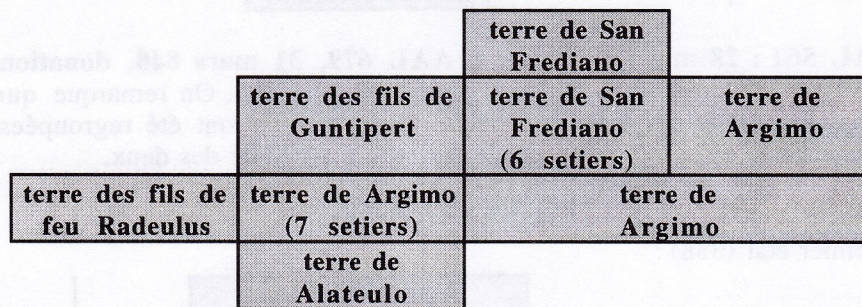 terre de San
Frediano
terre des fils de
Guntipert
terre de San
Frediano
(6 setiers)
terre de
Argimo
terre des fils de
feu Radeulus
terre de Argimo
(7 setiers)
terre de
Argimo
terre de
Alateulo